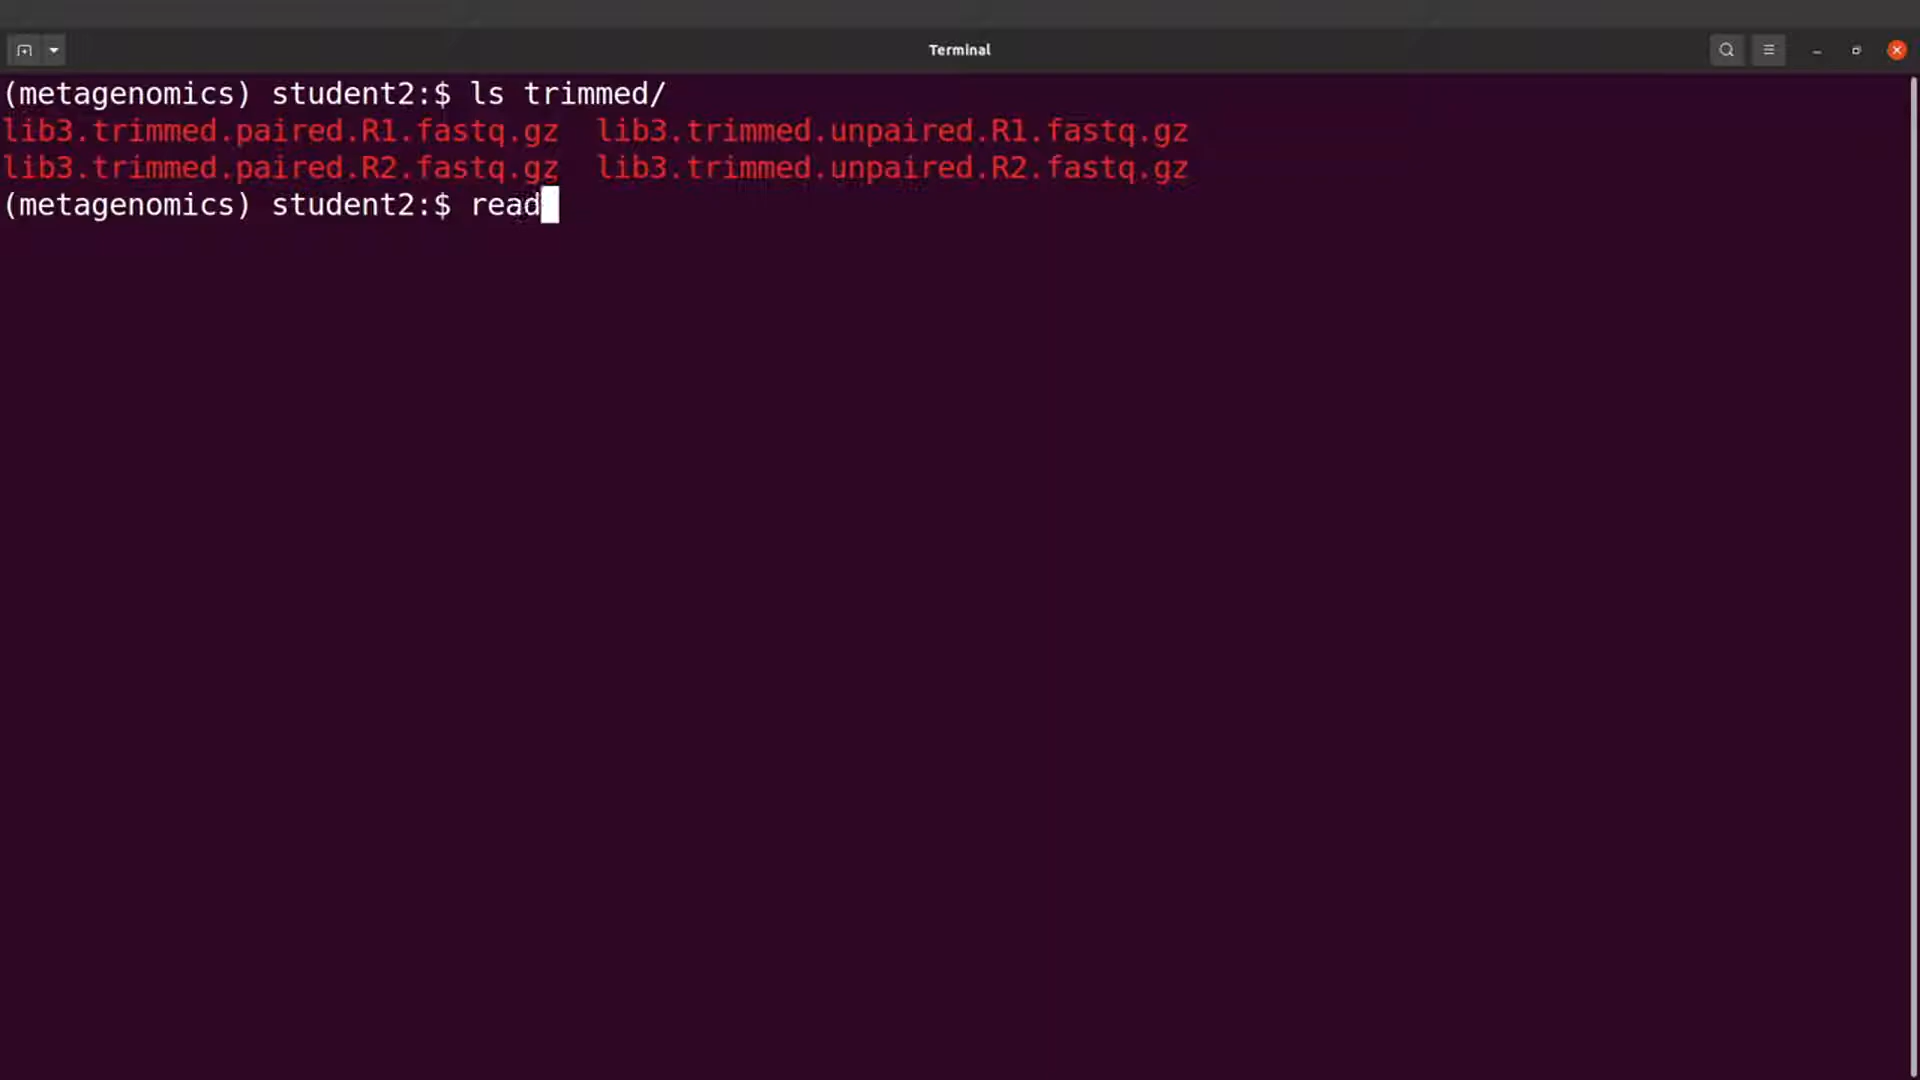 Terminal
(metagenomics) student2:$ ls trimmed/
lib3.trimmed.paired.R1.fastq.gz  lib3.trimmed.unpaired.R1.fastq.gz
lib3.trimmed.paired.R2.fastq.gz  lib3.trimmed.unpaired.R2.fastq.gz
(metagenomics) student2:$ read